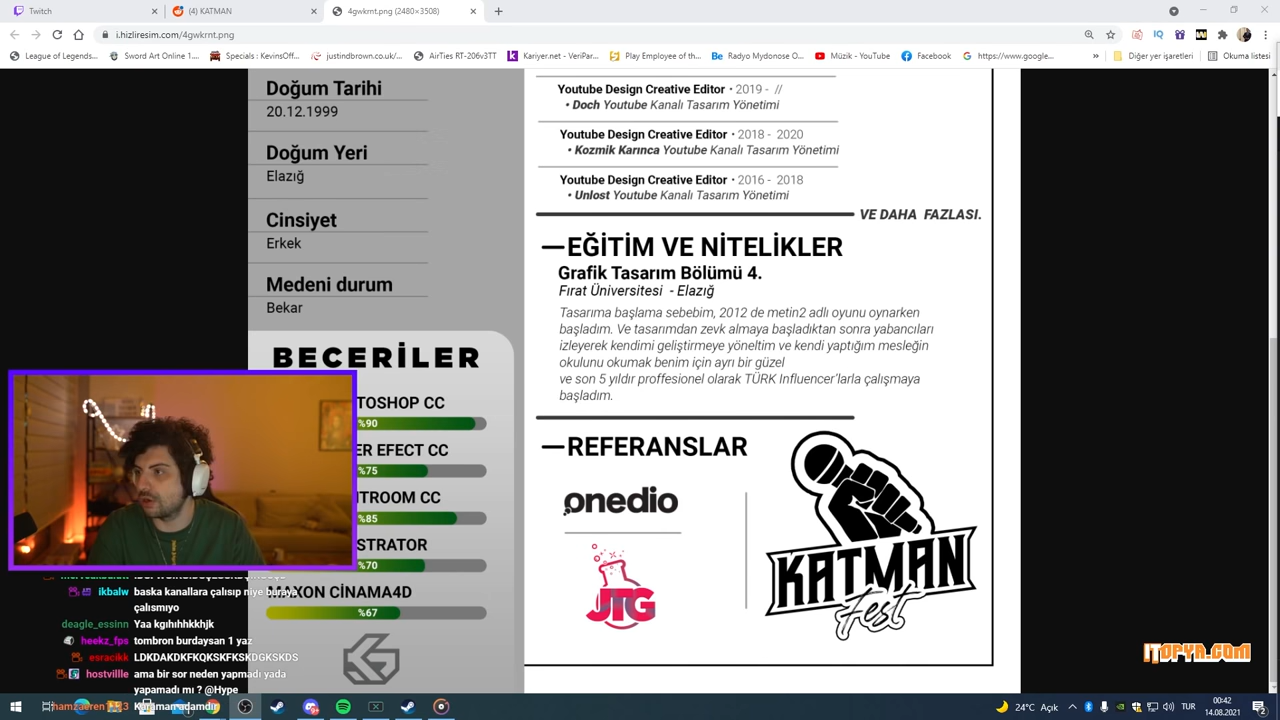 Twitch
(4) KATMAN
4gwkrnt.png (2480×3508)
i.hizliresim.com/4gwkrnt.png
League of Legends...
Sword Art Online 1....
Specials : KevinsOff...
justindbrown.co.uk/...
AirTies RT-206v3TT
Kariyer.net - VeriPar...
Play Employee of th...
Radyo Mydonose O...
Müzik - YouTube
Facebook
https://www.google...
Diğer yer işaretleri
Okuma listesi
Doğum Tarihi
20.12.1999
Doğum Yeri
Elazığ
Cinsiyet
Erkek
Medeni durum
Bekar
BECERİLER
TOSHOP CC
%90
ER EFECT CC
%75
TROOM CC
%85
STRATOR
%70
AXON CİNAMA4D
%67
Youtube Design Creative Editor • 2019 - //
• Doch Youtube Kanalı Tasarım Yönetimi
Youtube Design Creative Editor • 2018 - 2020
• Kozmik Karınca Youtube Kanalı Tasarım Yönetimi
Youtube Design Creative Editor • 2016 - 2018
• Unlost Youtube Kanalı Tasarım Yönetimi
VE DAHA FAZLASI.
—EĞİTİM VE NİTELİKLER
Grafik Tasarım Bölümü 4.
Fırat Üniversitesi - Elazığ
Tasarıma başlama sebebim, 2012 de metin2 adlı oyunu oynarken
başladım. Ve tasarımdan zevk almaya başladıktan sonra yabancıları
izleyerek kendimi geliştirmeye yöneltim ve kendi yaptığım mesleğin
okulunu okumak benim için ayrı bir güzel
ve son 5 yıldır proffesionel olarak TÜRK Influencer'larla çalışmaya
başladım.
—REFERANSLAR
onedio
JTG
KATMAN
Fest
ikbalw baska kanallara çalısıp niye buraya
çalısmıyo
deagle_essinn Yaa kgıhıhhkkhjk
heekz_fps tombron burdaysan 1 yaz
esracikk LDKDAKDKFKQKSKFKSKDGKSKDS
hostvillle ama bir sor neden yapmadı yada
yapamadı mı ? @Hype
hamzaeren1123 Karaman adamdır
iTOPYA.COM
24°C Açık
TUR
00:42
14.08.2021